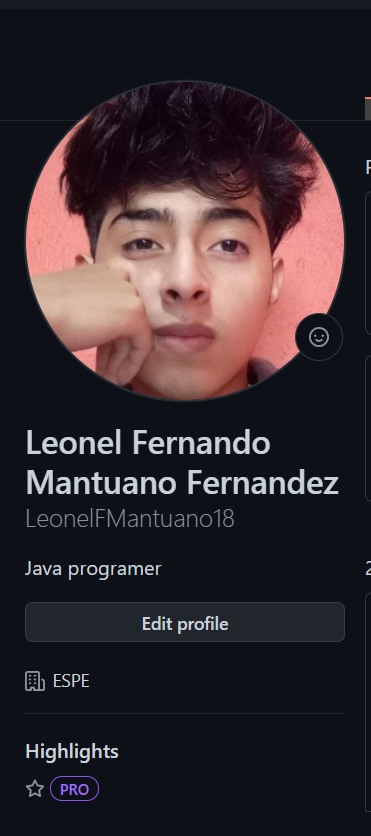 Leonel Fernando
Mantuano Fernandez
LeonelFMantuano18
Java programer
Edit profile
ESPE
Highlights
PRO